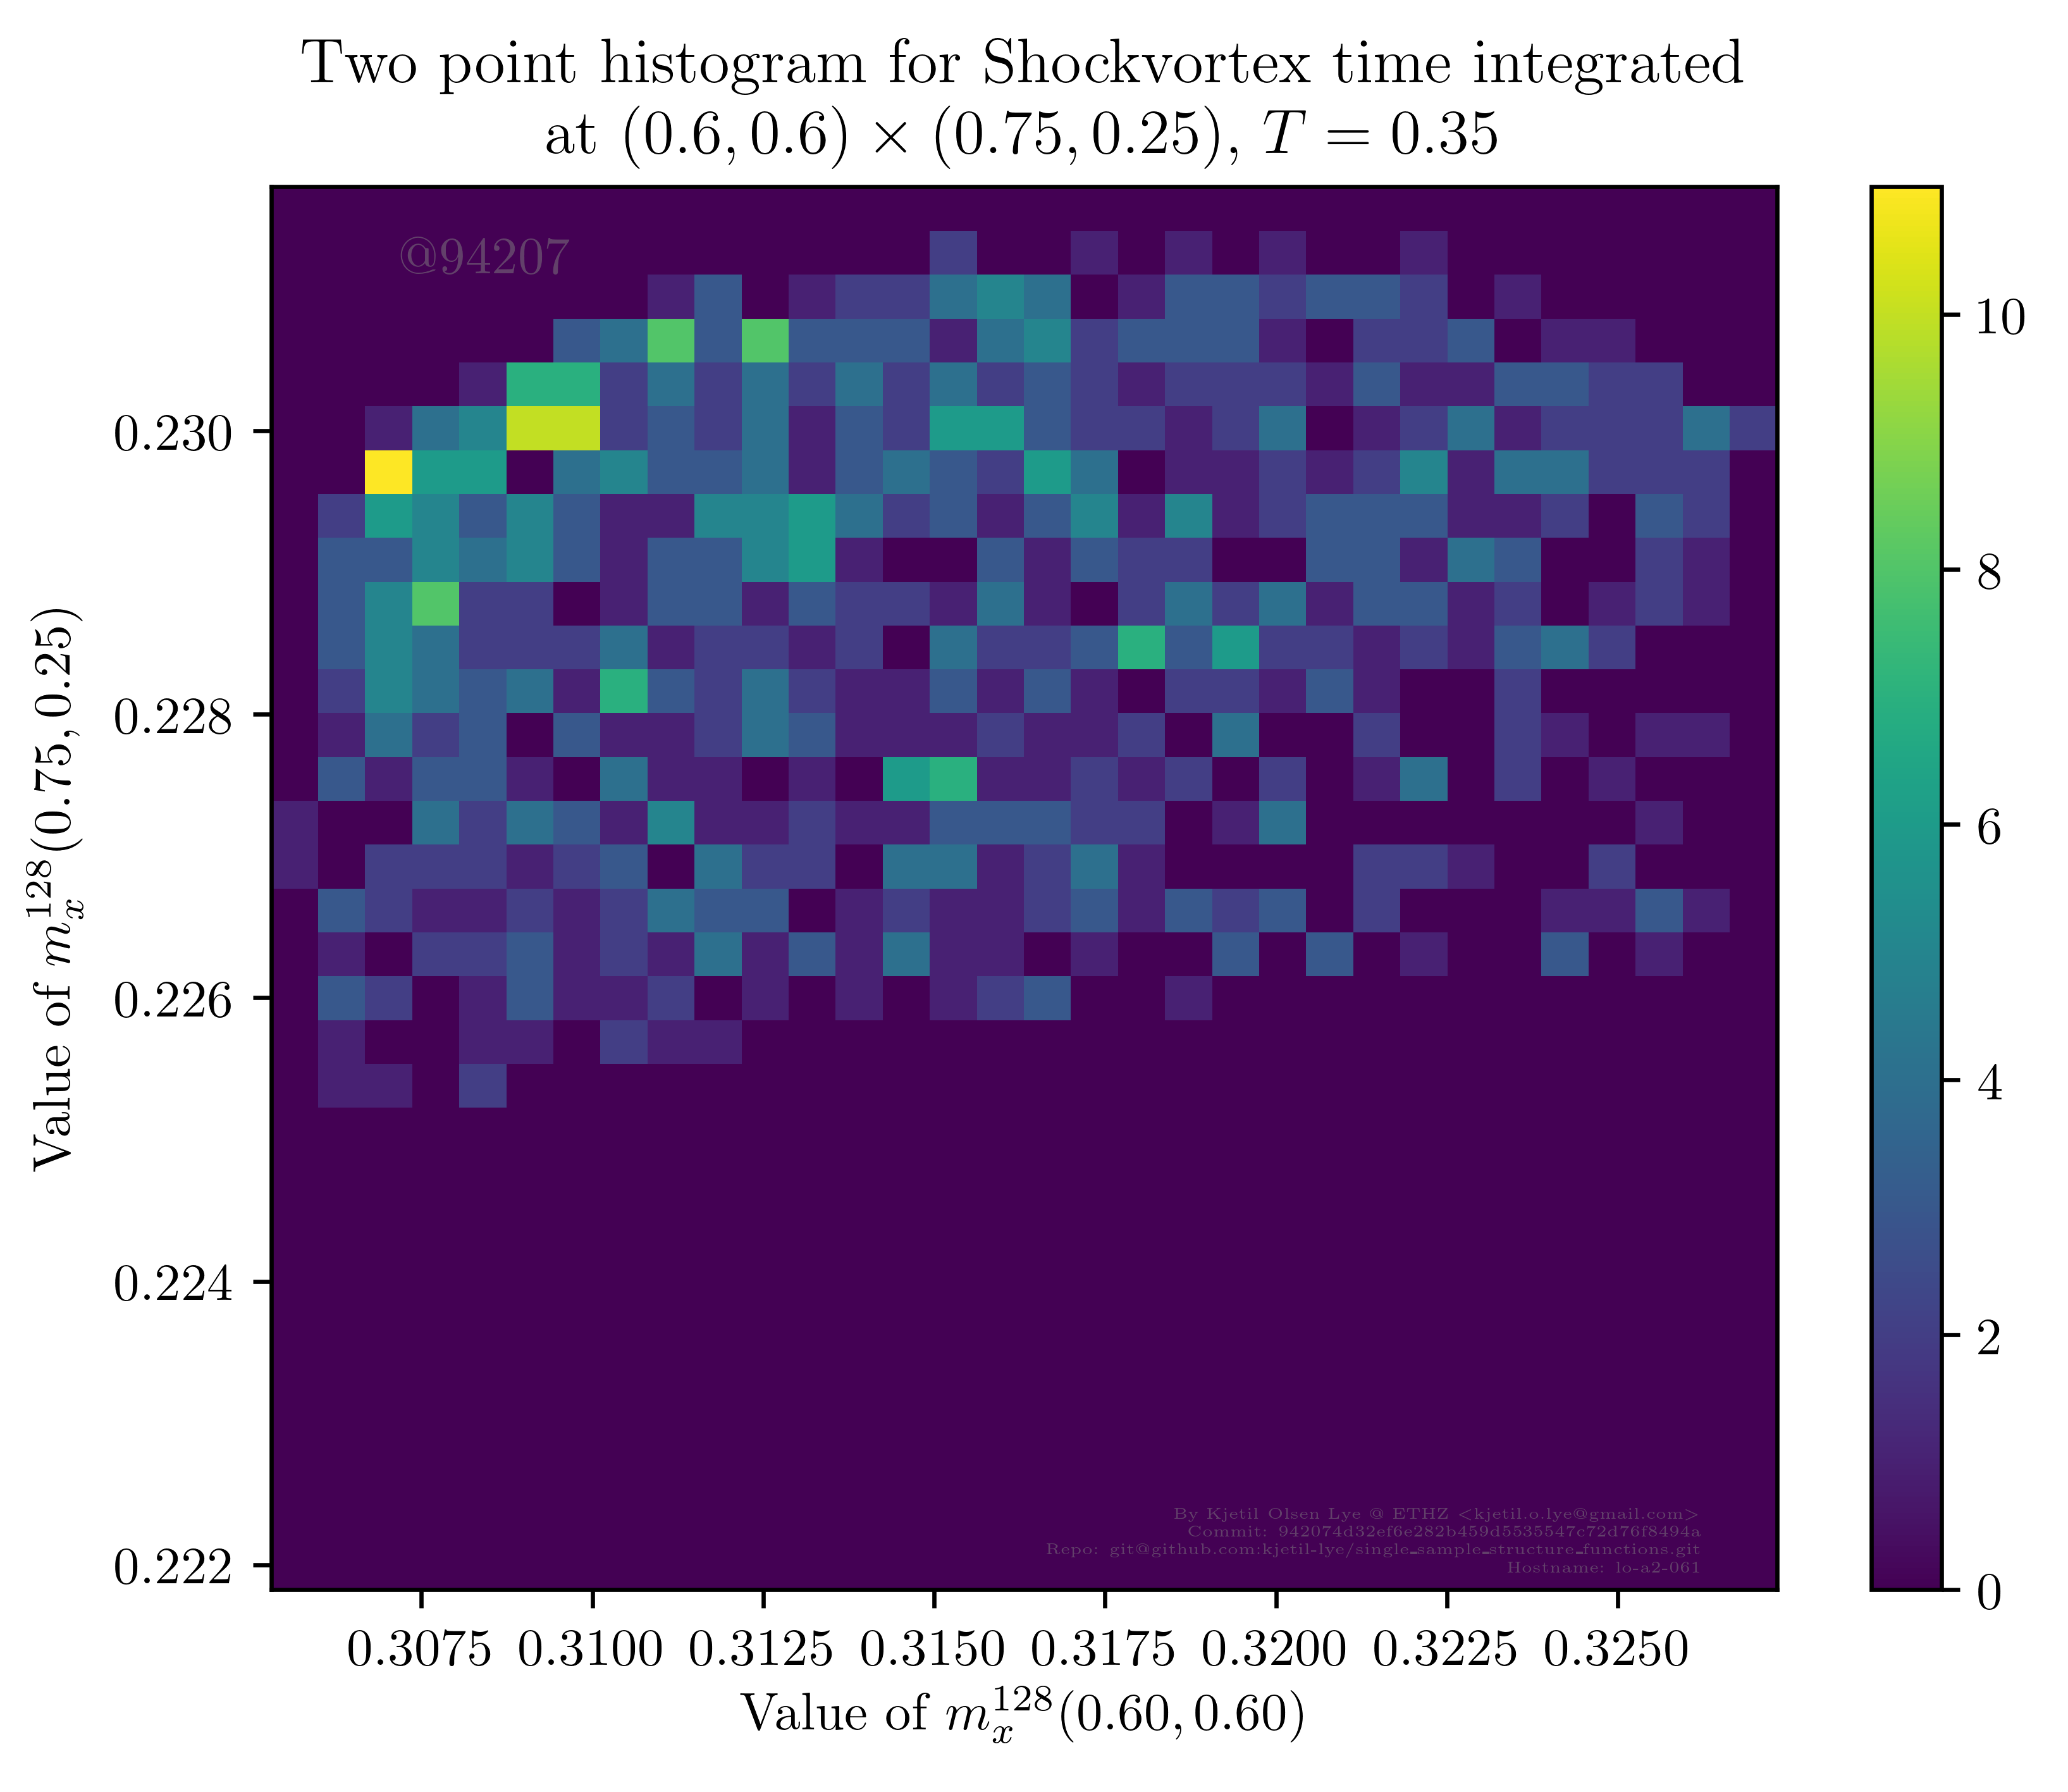 Two point histogram for Shockvortex time integrated
at (0.6, 0.6) × (0.75, 0.25), T = 0.35
@94207
0.230
0.228
0.226
0.224
0.222
Value of m_x^{128}(0.75, 0.25)
10
8
6
4
2
0
By Kjetil Olsen Lye @ ETHZ <kjetil.o.lye@gmail.com>
Commit: 942074d32ef6e282b459d5535547c72d76f8494a
Repo: git@github.com:kjetil-lye/single_sample_structure_functions.git
Hostname: lo-a2-061
0.3075 0.3100 0.3125 0.3150 0.3175 0.3200 0.3225 0.3250
Value of m_x^{128}(0.60, 0.60)